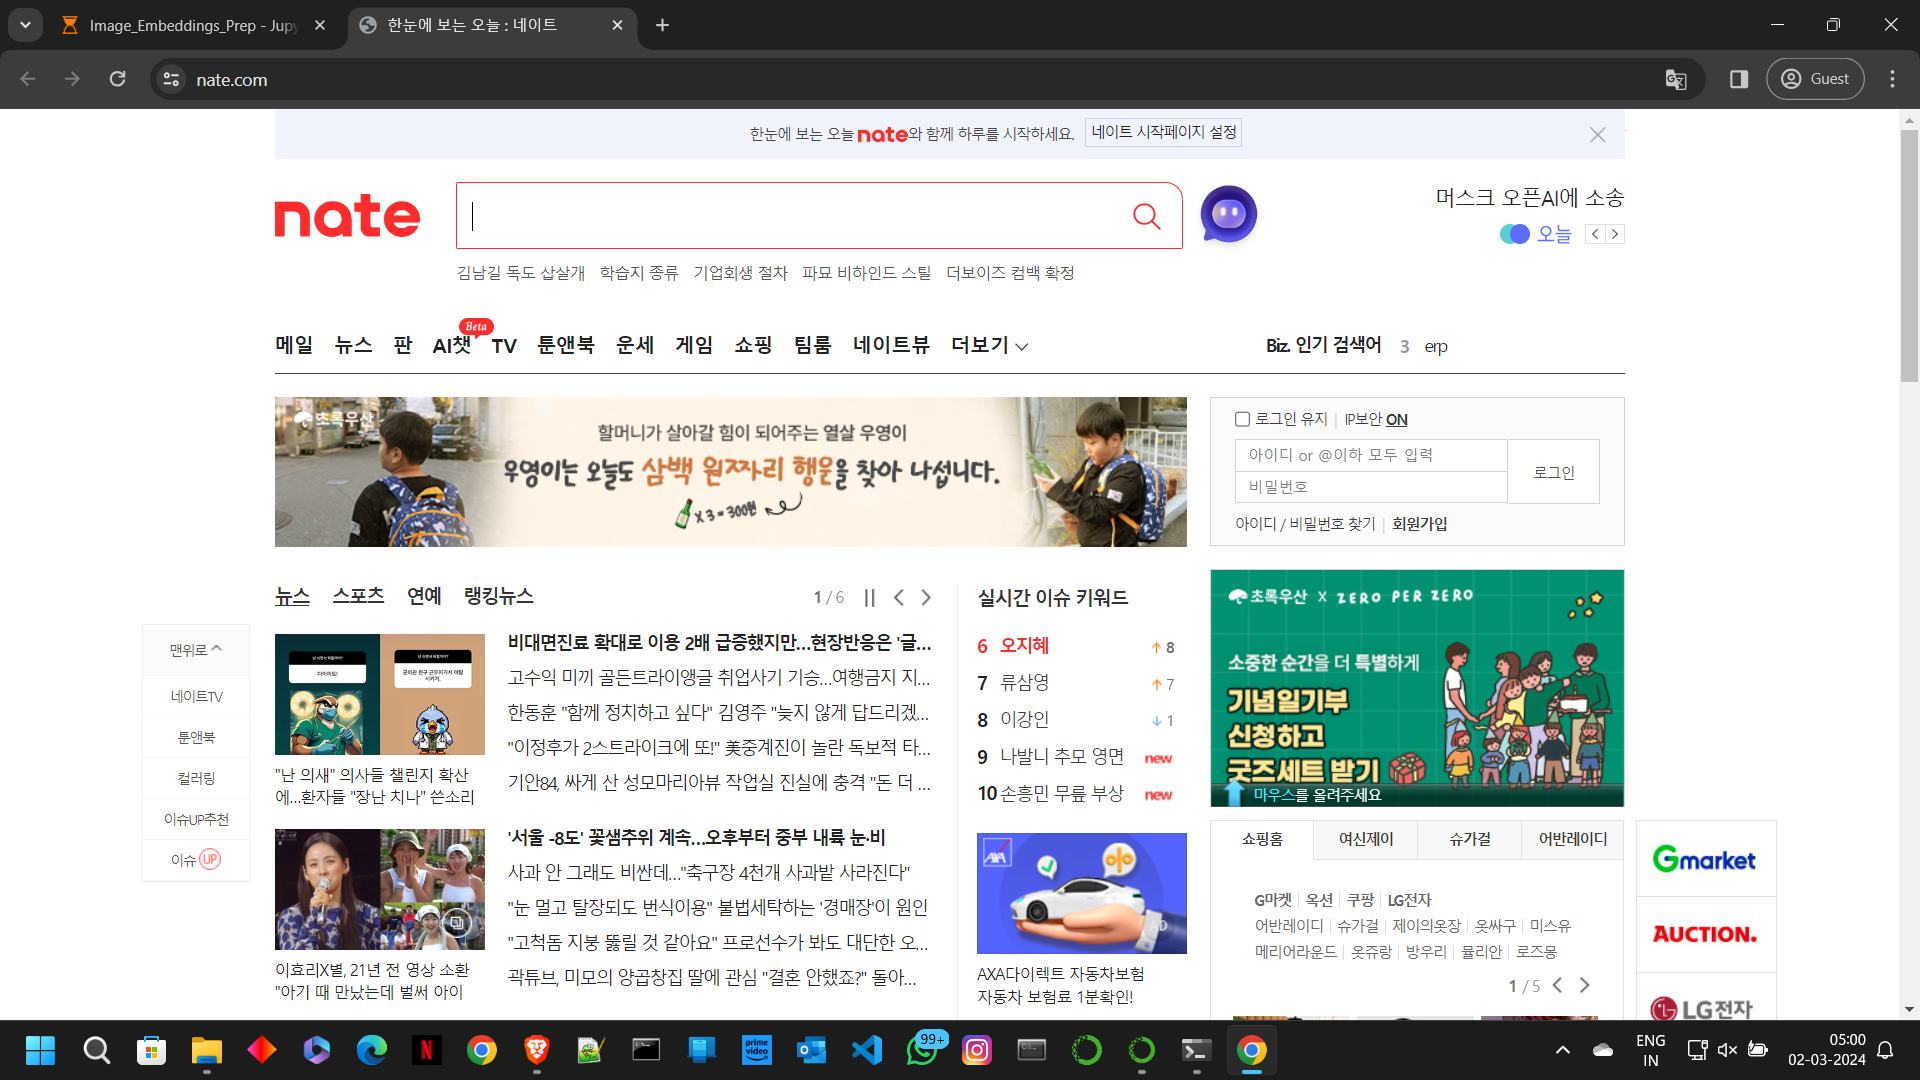 Image_Embeddings_Prep - Jupy
한눈에 보는 오늘 : 네이트
nate.com
Guest
한눈에 보는 오늘 nate와 함께 하루를 시작하세요. 네이트 시작페이지 설정
nate
머스크 오픈AI에 소송
오늘
김남길 독도 삽살개 학습지 종류 기업회생 절차 파묘 비하인드 스틸 더보이즈 컴백 확정
Beta
메일 뉴스 판 AI챗 TV 툰앤북 운세 게임 쇼핑 팀룸 네이트뷰 더보기
Biz. 인기 검색어 3 erp
초록우산
할머니가 살아갈 힘이 되어주는 열살 우영이
우영이는 오늘도 삼백 원짜리 행운을 찾아 나섭니다.
X 3 = 300원
로그인 유지 | IP보안 ON
아이디 or @이하 모두 입력
비밀번호
로그인
아이디 / 비밀번호 찾기 | 회원가입
뉴스 스포츠 연예 랭킹뉴스
1 / 6
"난 의새" 의사들 챌린지 확산
에...환자들 "장난 치나" 쓴소리
비대면진료 확대로 이용 2배 급증했지만...현장반응은 '글...
고수익 미끼 골든트라이앵글 취업사기 기승...여행금지 지...
한동훈 "함께 정치하고 싶다" 김영주 "늦지 않게 답드리겠...
"이정후가 2스트라이크에 또!" 美중계진이 놀란 독보적 타...
기안84, 싸게 산 성모마리아뷰 작업실 진실에 충격 "돈 더 ...
이효리X별, 21년 전 영상 소환
"아기 때 만났는데 벌써 아이
'서울 -8도' 꽃샘추위 계속...오후부터 중부 내륙 눈·비
사과 안 그래도 비싼데..."축구장 4천개 사과밭 사라진다"
"눈 멀고 탈장되도 번식이용" 불법세탁하는 '경매장'이 원인
"고척돔 지붕 뚫릴 것 같아요" 프로선수가 봐도 대단한 오...
곽튜브, 미모의 양곱창집 딸에 관심 "결혼 안했죠?" 돌아...
실시간 이슈 키워드
6 오지혜 8
7 류삼영 7
8 이강인 1
9 나발니 추모 영면 new
10 손흥민 무릎 부상 new
AXA
AD
AXA다이렉트 자동차보험
자동차 보험료 1분확인!
초록우산 X ZERO PER ZERO
소중한 순간을 더 특별하게
기념일기부
신청하고
굿즈세트 받기
마우스를 올려주세요
쇼핑홈 여신제이 슈가걸 어반레이디
G마켓 | 옥션 | 쿠팡 | LG전자
어반레이디 | 슈가걸 | 제이의옷장 | 옷싸구 | 미스유
메리어라운드 | 옷쥬랑 | 방우리 | 뮬리안 | 로즈몽
1 / 5
Gmarket
AUCTION.
LG전자
맨위로
네이트TV
툰앤북
컬러링
이슈UP추천
이슈 UP
prime video
99+
ENG
IN
05:00
02-03-2024